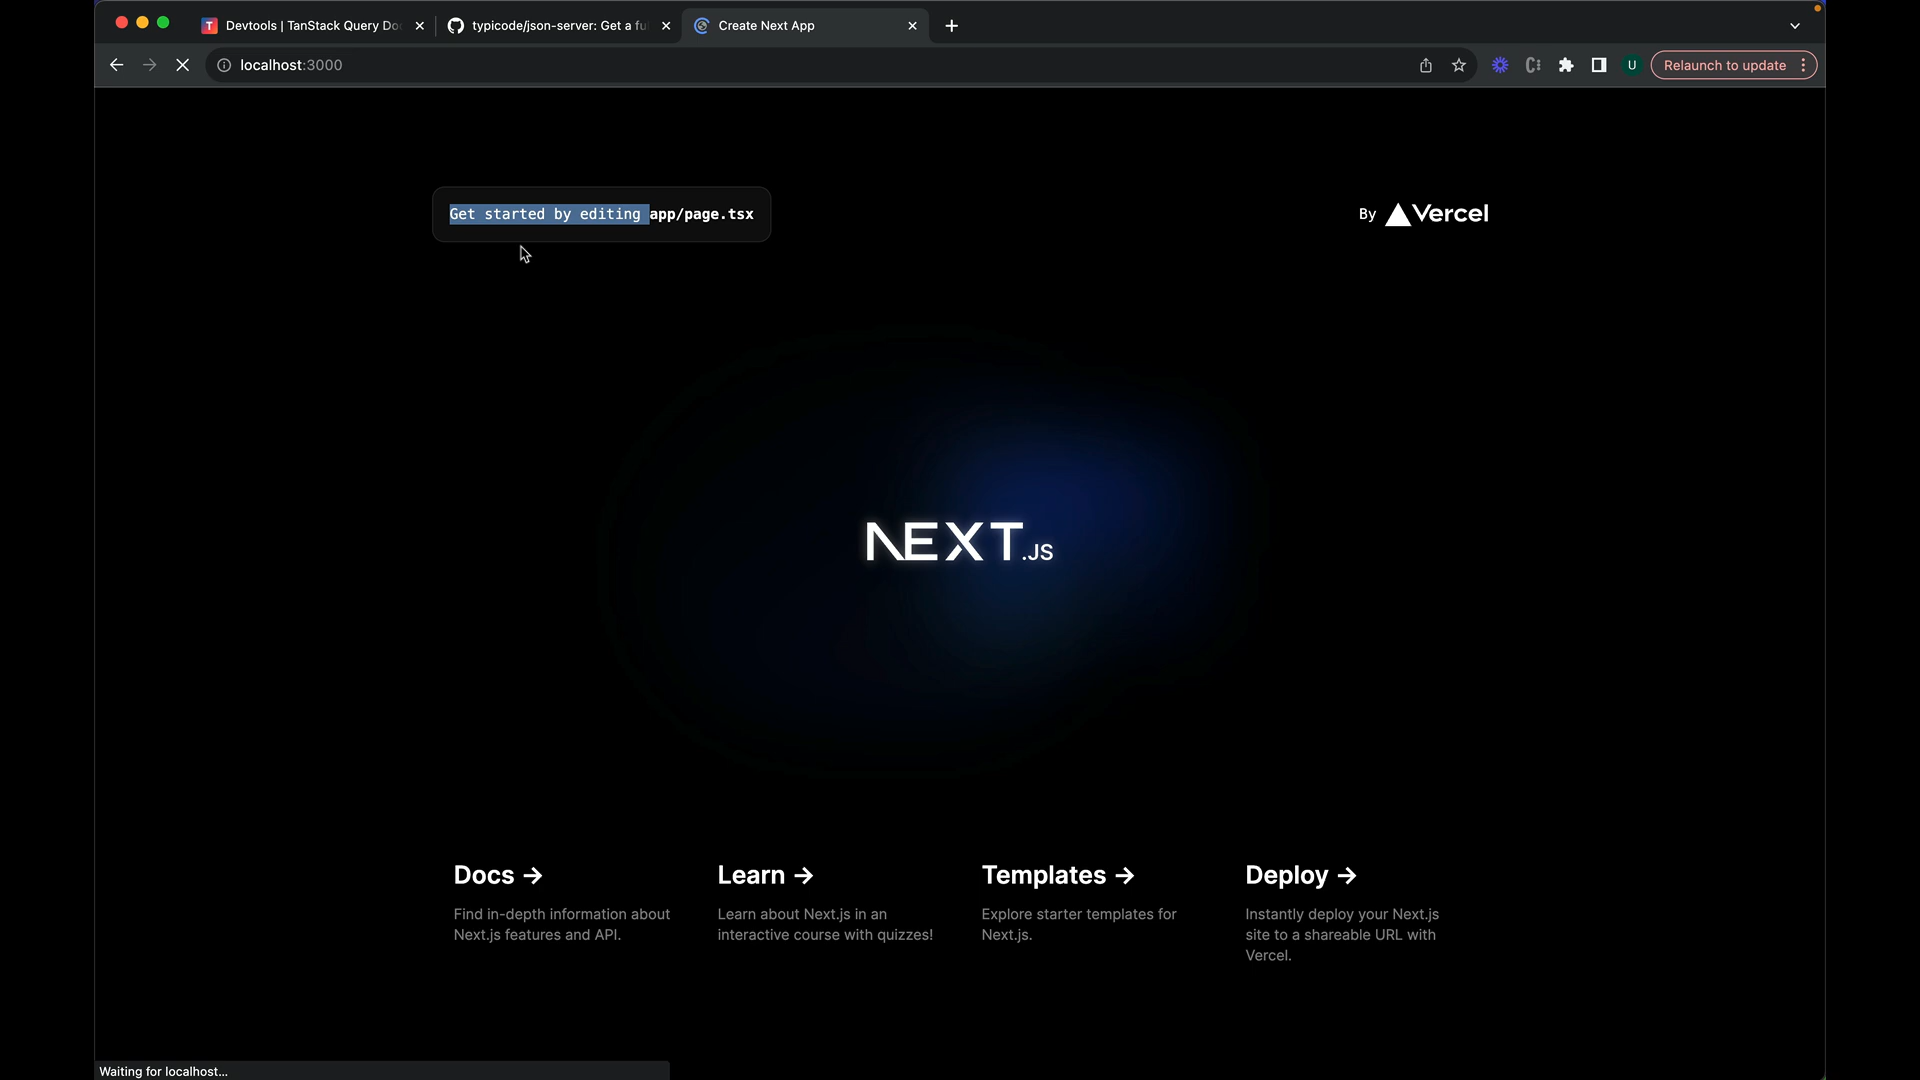 Devtools | TanStack Query Do
typicode/json-server: Get a fu
Create Next App
localhost:3000
U
Relaunch to update
Get started by editing app/page.tsx
By Vercel
NEXT.JS
Docs →
Find in-depth information about
Next.js features and API.
Learn →
Learn about Next.js in an
interactive course with quizzes!
Templates →
Explore starter templates for
Next.js.
Deploy →
Instantly deploy your Next.js
site to a shareable URL with
Vercel.
Waiting for localhost...